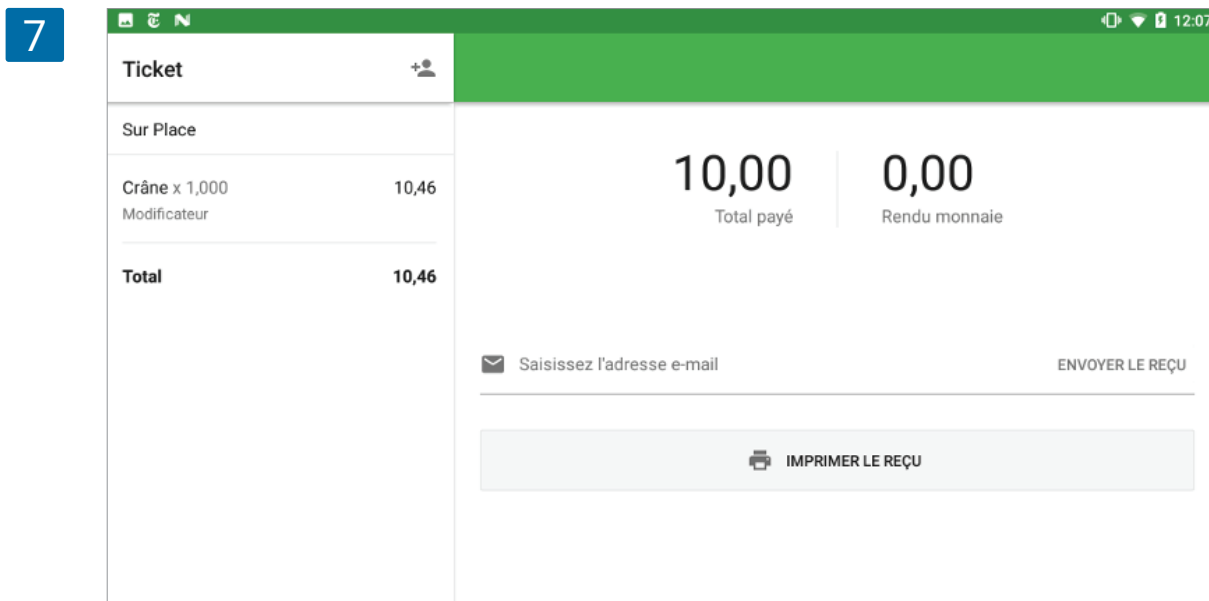 7
12:07
Ticket
Sur Place
Crâne x 1,000 10,46
Modificateur
Total 10,46
10,00 0,00
Total payé Rendu monnaie
Saisissez l'adresse e-mail ENVOYER LE REÇU
IMPRIMER LE REÇU